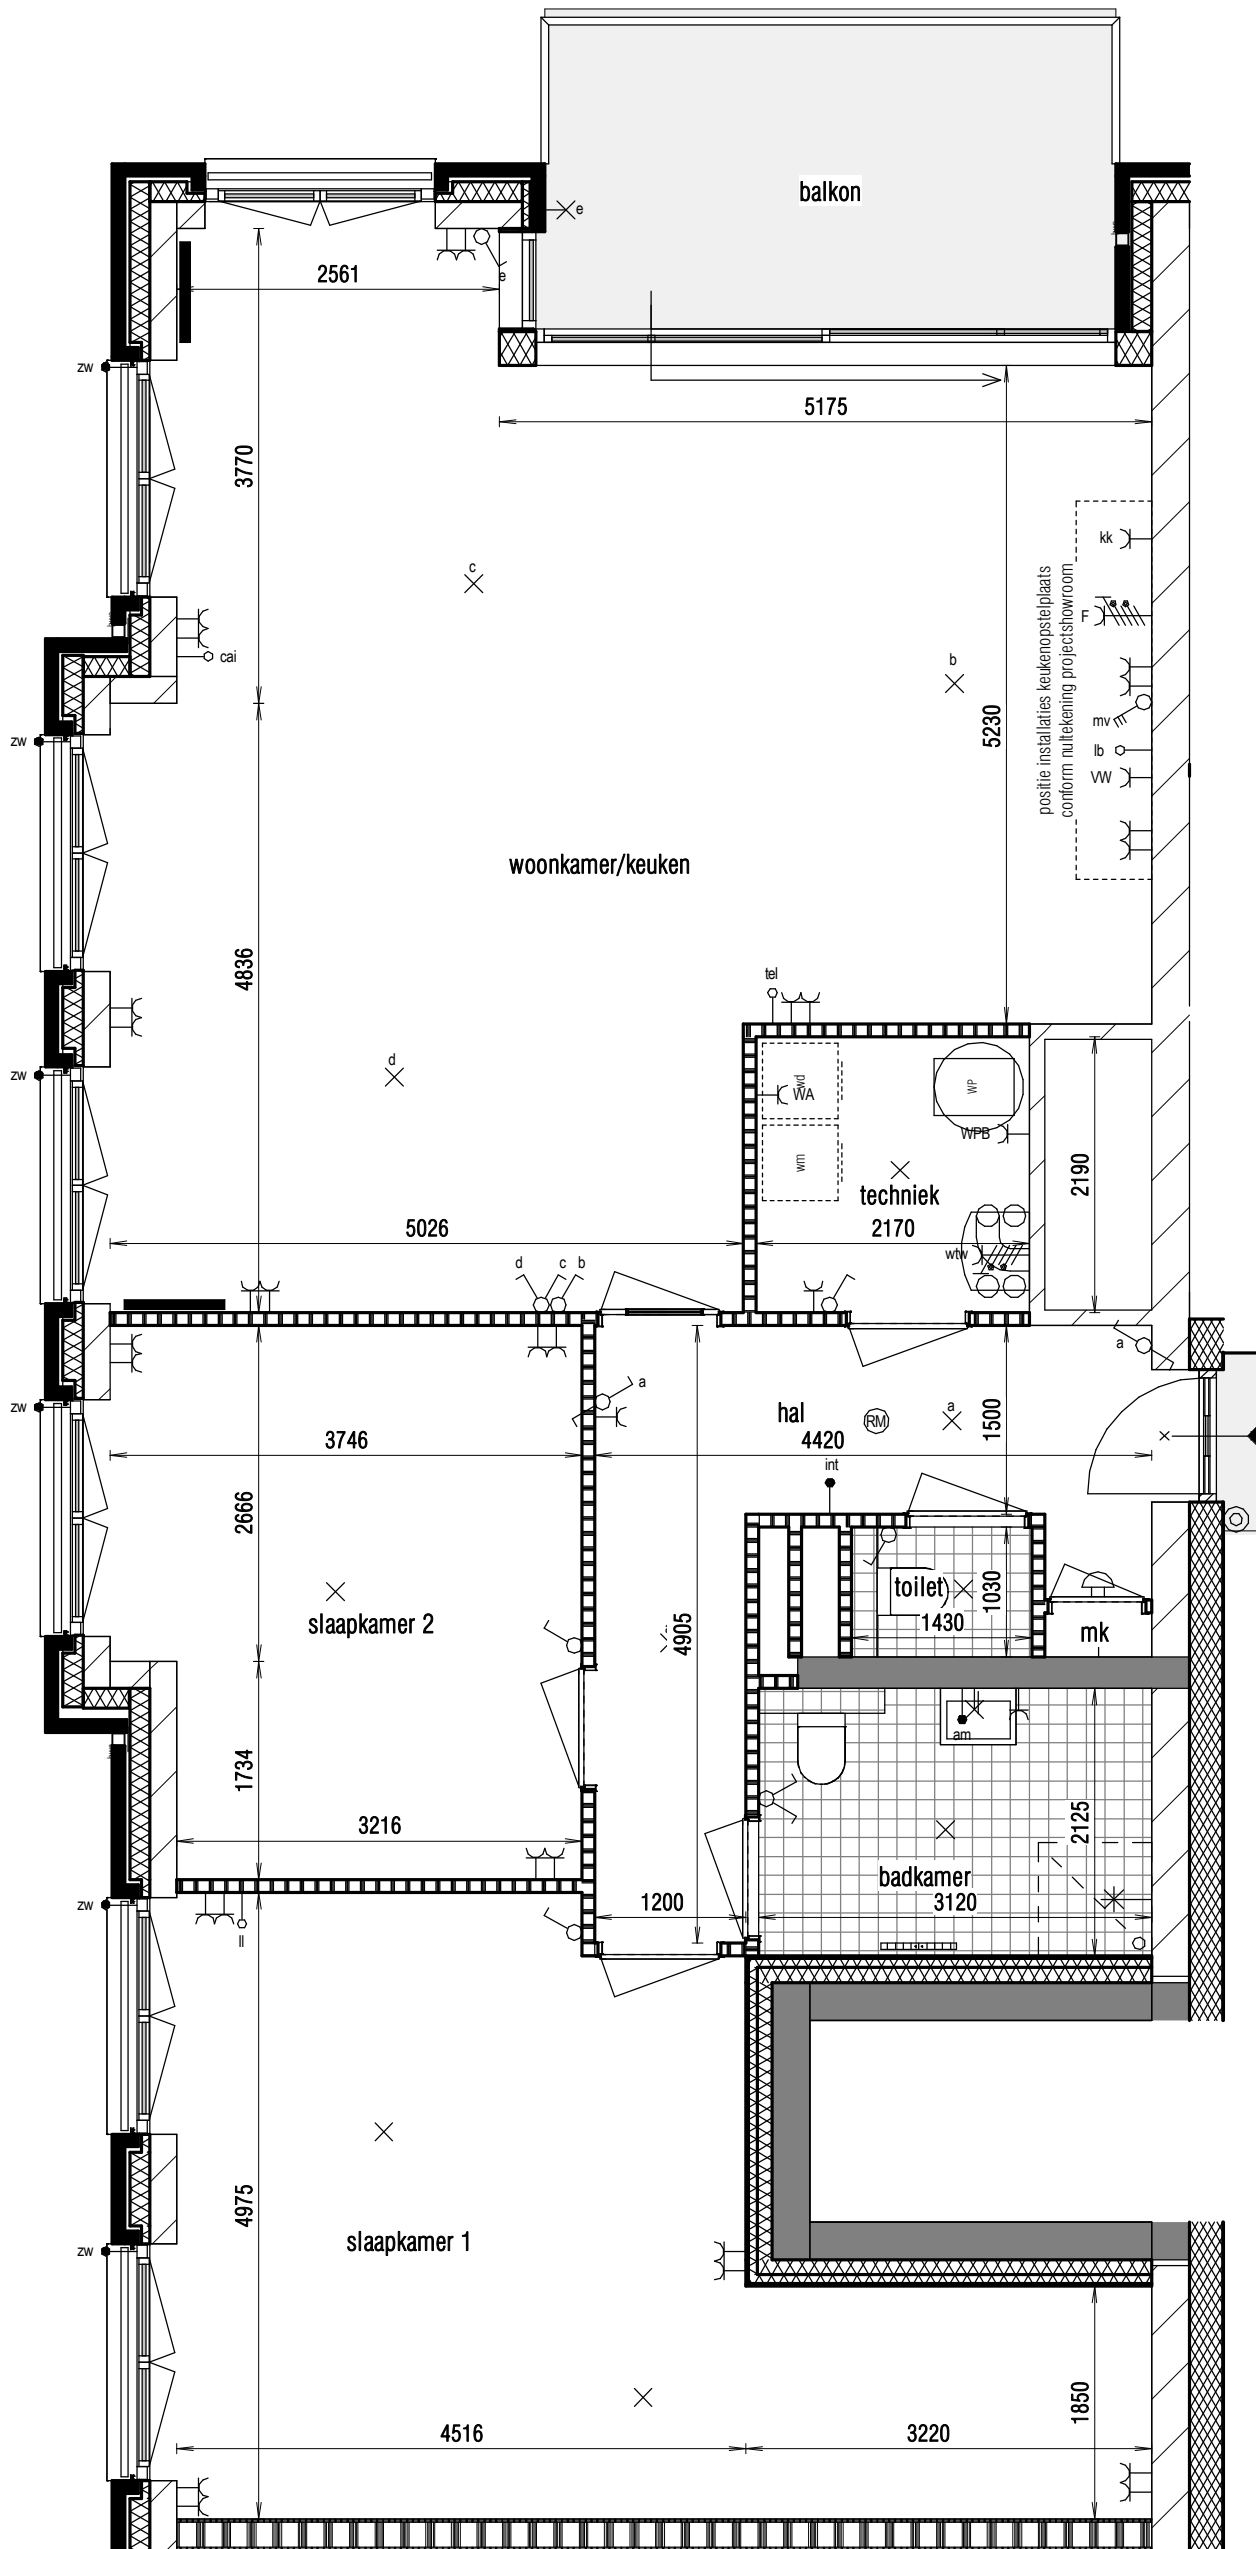 balkon
e
e
2561
zw
5175
3770
kk
c
F
positie installaties keukenopstelplaats
conform nultekening projectshowroom
cai
b
mv
zw
5230
lb
VW
woonkamer/keuken
4836
tel
d
zw
wd
WA
WP
WPB
wm
techniek
2190
5026
2170
wtw
d
c
b
a
a
zw
hal
RM
a
1500
3746
4420
int
2666
slaapkamer 2
4905
toilet
1030
1430
mk
am
1734
3216
2125
badkamer
1200
3120
zw
ll
4975
slaapkamer 1
zw
4516
3220
1850